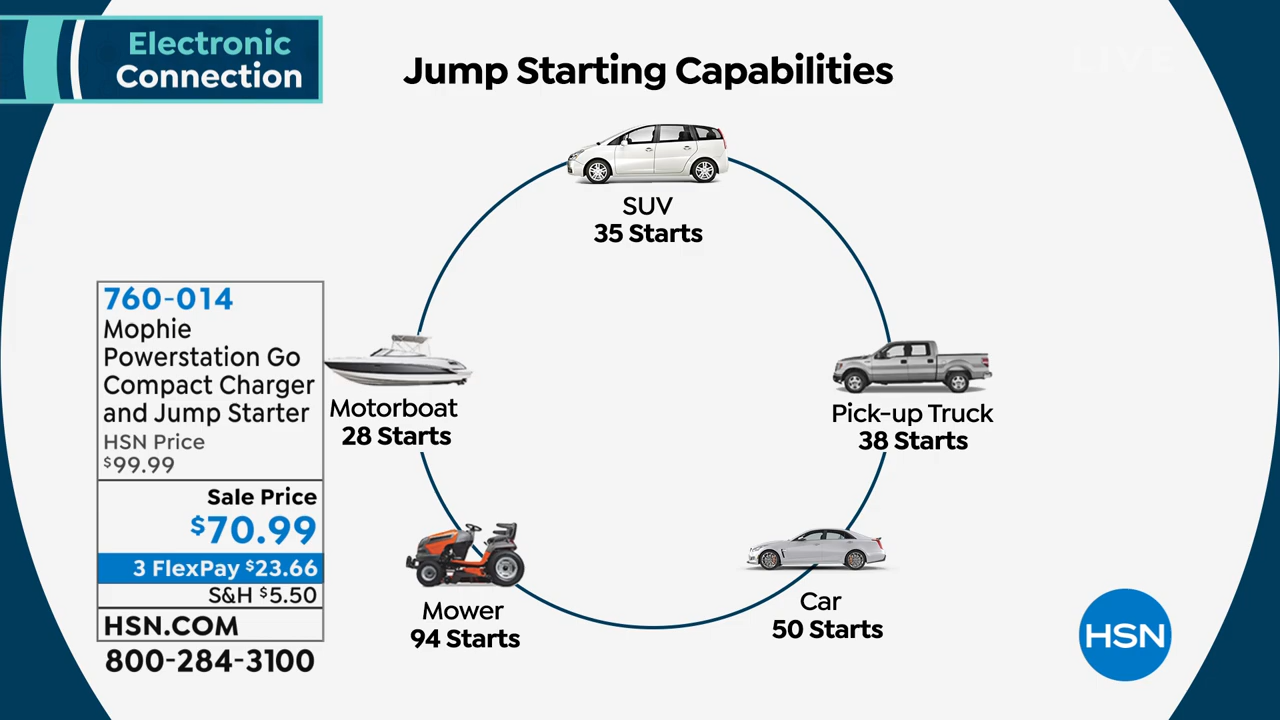 Electronic
Connection
LIVE
Jump Starting Capabilities
SUV
35 Starts
760-014
Mophie
Powerstation Go
Compact Charger
and Jump Starter
HSN Price
$99.99
Sale Price
$70.99
3 FlexPay $23.66
S&H $5.50
HSN.COM
800-284-3100
Motorboat
28 Starts
Pick-up Truck
38 Starts
Mower
94 Starts
Car
50 Starts
HSN